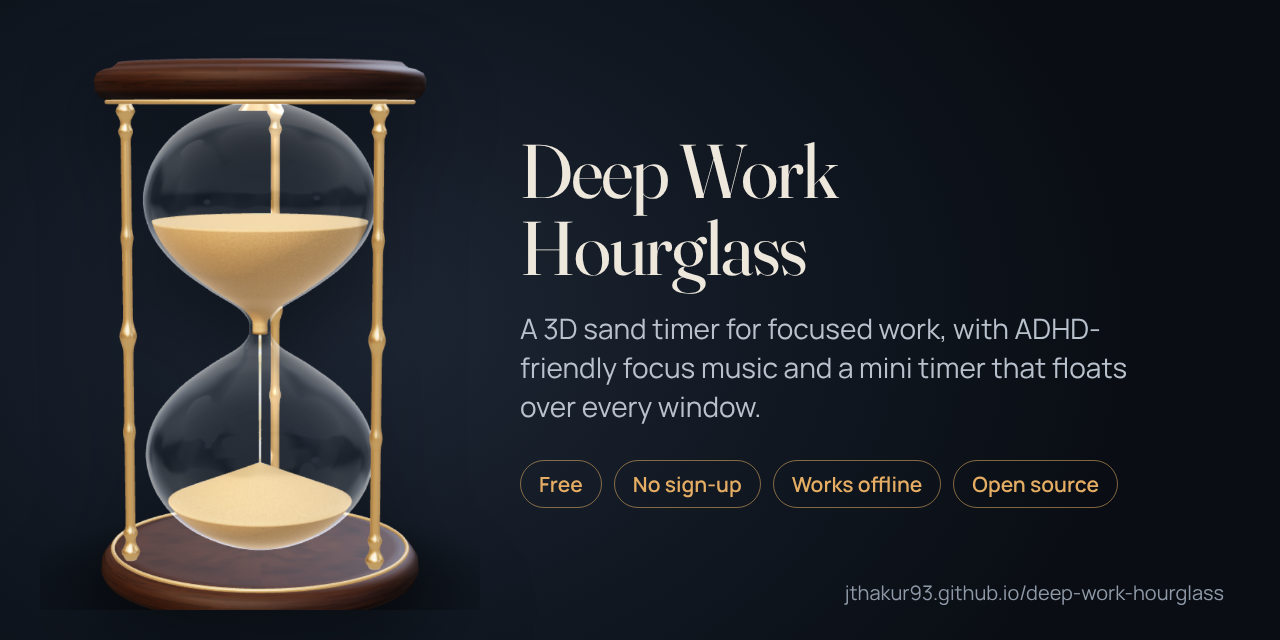 Deep Work
Hourglass
A 3D sand timer for focused work, with ADHD-
friendly focus music and a mini timer that floats
over every window.
Free
No sign-up
Works offline
Open source
jthakur93.github.io/deep-work-hourglass